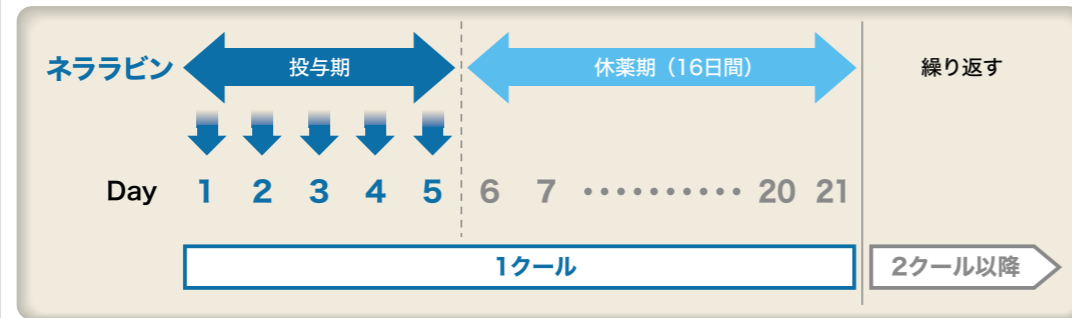 ネララビン 投与期 休薬期（16日間） 繰り返す
Day 1 2 3 4 5 6 7 ・・・・・・・・・・ 20 21
1クール 2クール以降